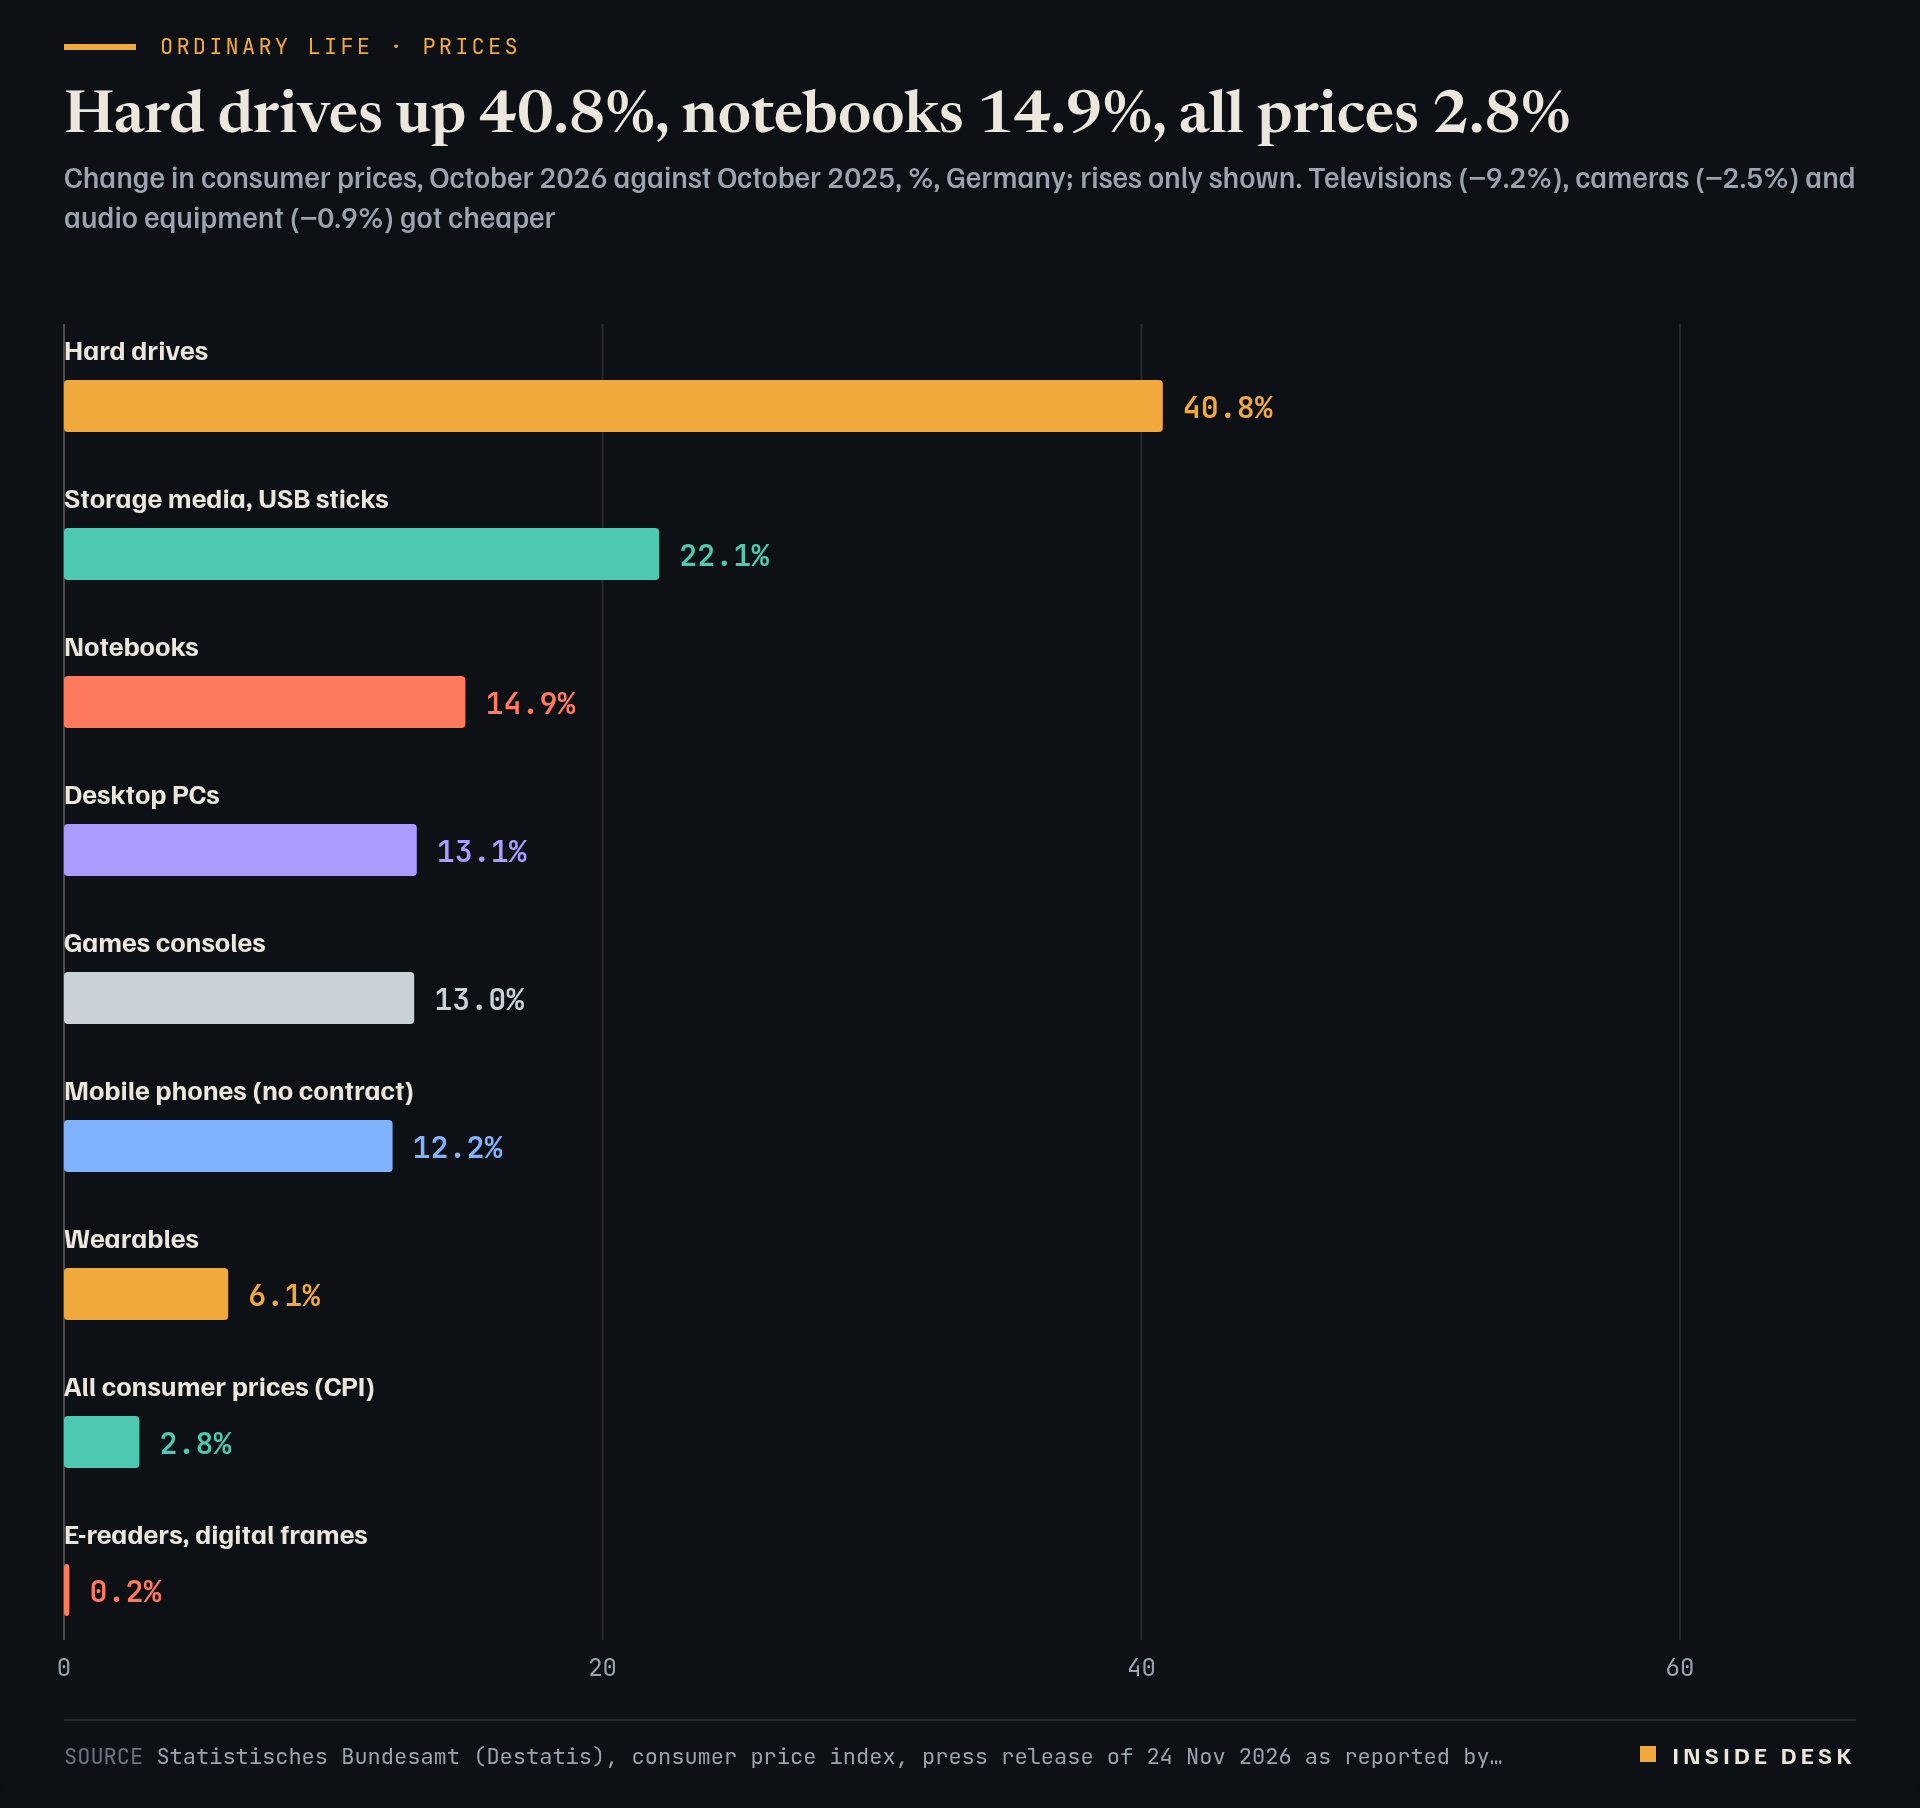 ORDINARY LIFE · PRICES
Hard drives up 40.8%, notebooks 14.9%, all prices 2.8%
Change in consumer prices, October 2026 against October 2025, %, Germany; rises only shown. Televisions (−9.2%), cameras (−2.5%) and
audio equipment (−0.9%) got cheaper
Hard drives
40.8%
Storage media, USB sticks
22.1%
Notebooks
14.9%
Desktop PCs
13.1%
Games consoles
13.0%
Mobile phones (no contract)
12.2%
Wearables
6.1%
All consumer prices (CPI)
2.8%
E-readers, digital frames
0.2%
0 20 40 60
SOURCE Statistisches Bundesamt (Destatis), consumer price index, press release of 24 Nov 2026 as reported by…
INSIDE DESK